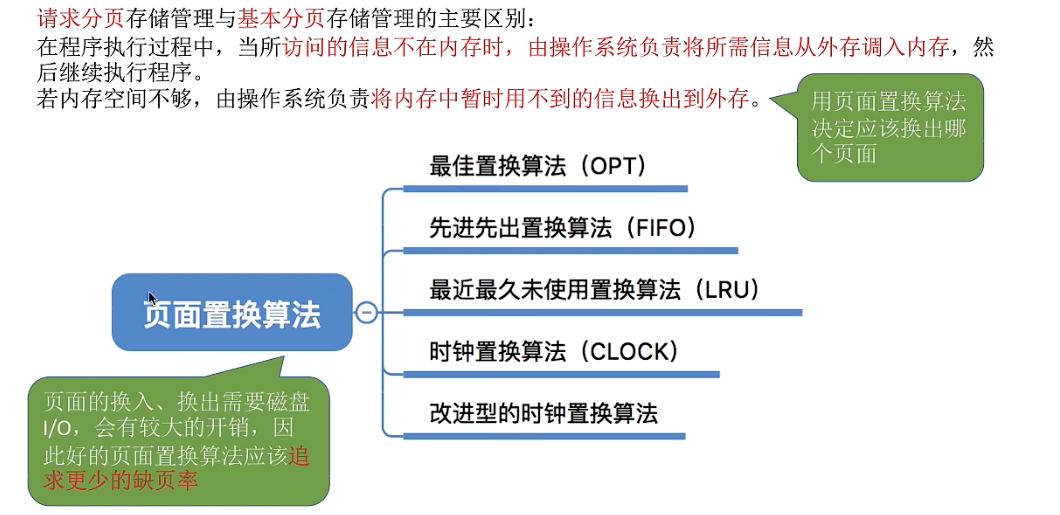 请求分页存储管理与基本分页存储管理的主要区别：
在程序执行过程中，当所访问的信息不在内存时，由操作系统负责将所需信息从外存调入内存，然
后继续执行程序。
若内存空间不够，由操作系统负责将内存中暂时用不到的信息换出到外存。
用页面置换算法
决定应该换出哪
个页面
最佳置换算法（OPT）
先进先出置换算法（FIFO）
最近最久未使用置换算法（LRU）
时钟置换算法（CLOCK）
改进型的时钟置换算法
页面置换算法
页面的换入、换出需要磁盘
I/O，会有较大的开销，因
此好的页面置换算法应该追
求更少的缺页率